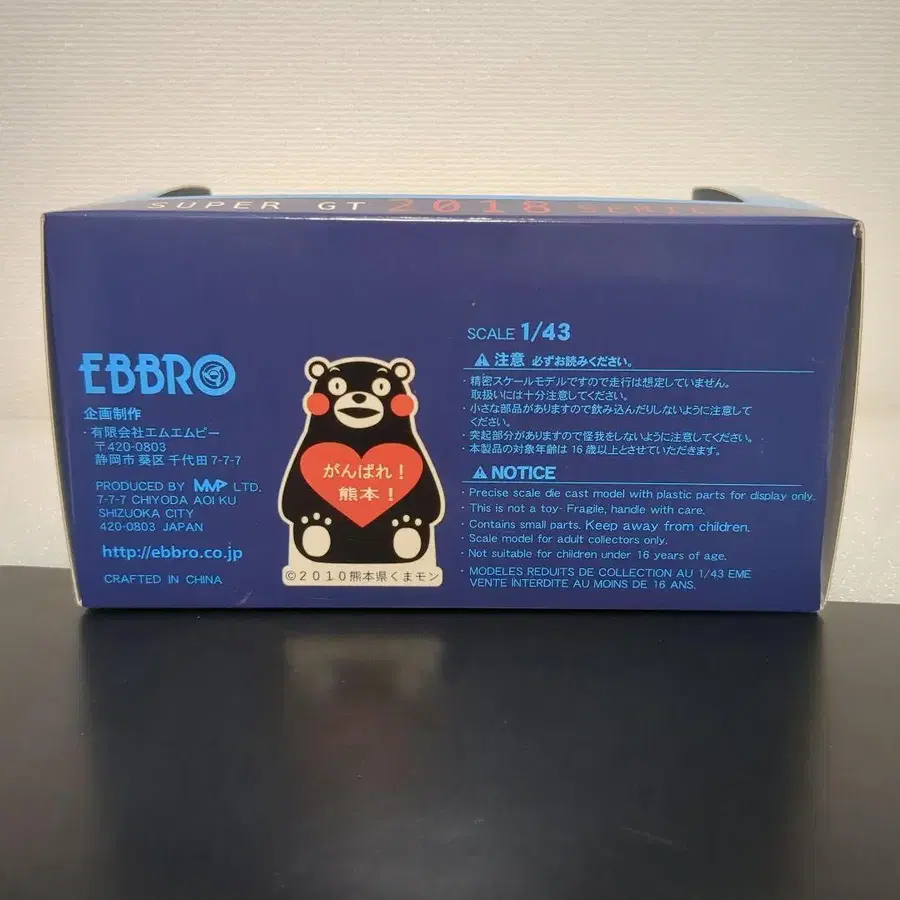 SUPER GT 2018 SERIES
EBBRO
企画制作
・有限会社エムエムピー
〒420-0803
静岡市 葵区 千代田 7-7-7
PRODUCED BY MMP LTD.
7-7-7 CHIYODA AOI KU
SHIZUOKA CITY
420-0803 JAPAN
http://ebbro.co.jp
CRAFTED IN CHINA
がんばれ！
熊本！
©2010熊本県くまモン
SCALE 1/43
注意 必ずお読みください。
・精密スケールモデルですので走行は想定していません。
取扱いには十分注意してください。
・小さな部品がありますので飲み込んだりしないように注意して
ください。
・突起部分がありますので怪我をしないように注意してください。
・本製品の対象年齢は 16 歳以上とさせていただきます。
NOTICE
・Precise scale die cast model with plastic parts for display only.
・This is not a toy- Fragile, handle with care.
・Contains small parts. Keep away from children.
・Scale model for adult collectors only.
・Not suitable for children under 16 years of age.
・MODELES REDUITS DE COLLECTION AU 1/43 EME
VENTE INTERDITE AU MOINS DE 16 ANS.